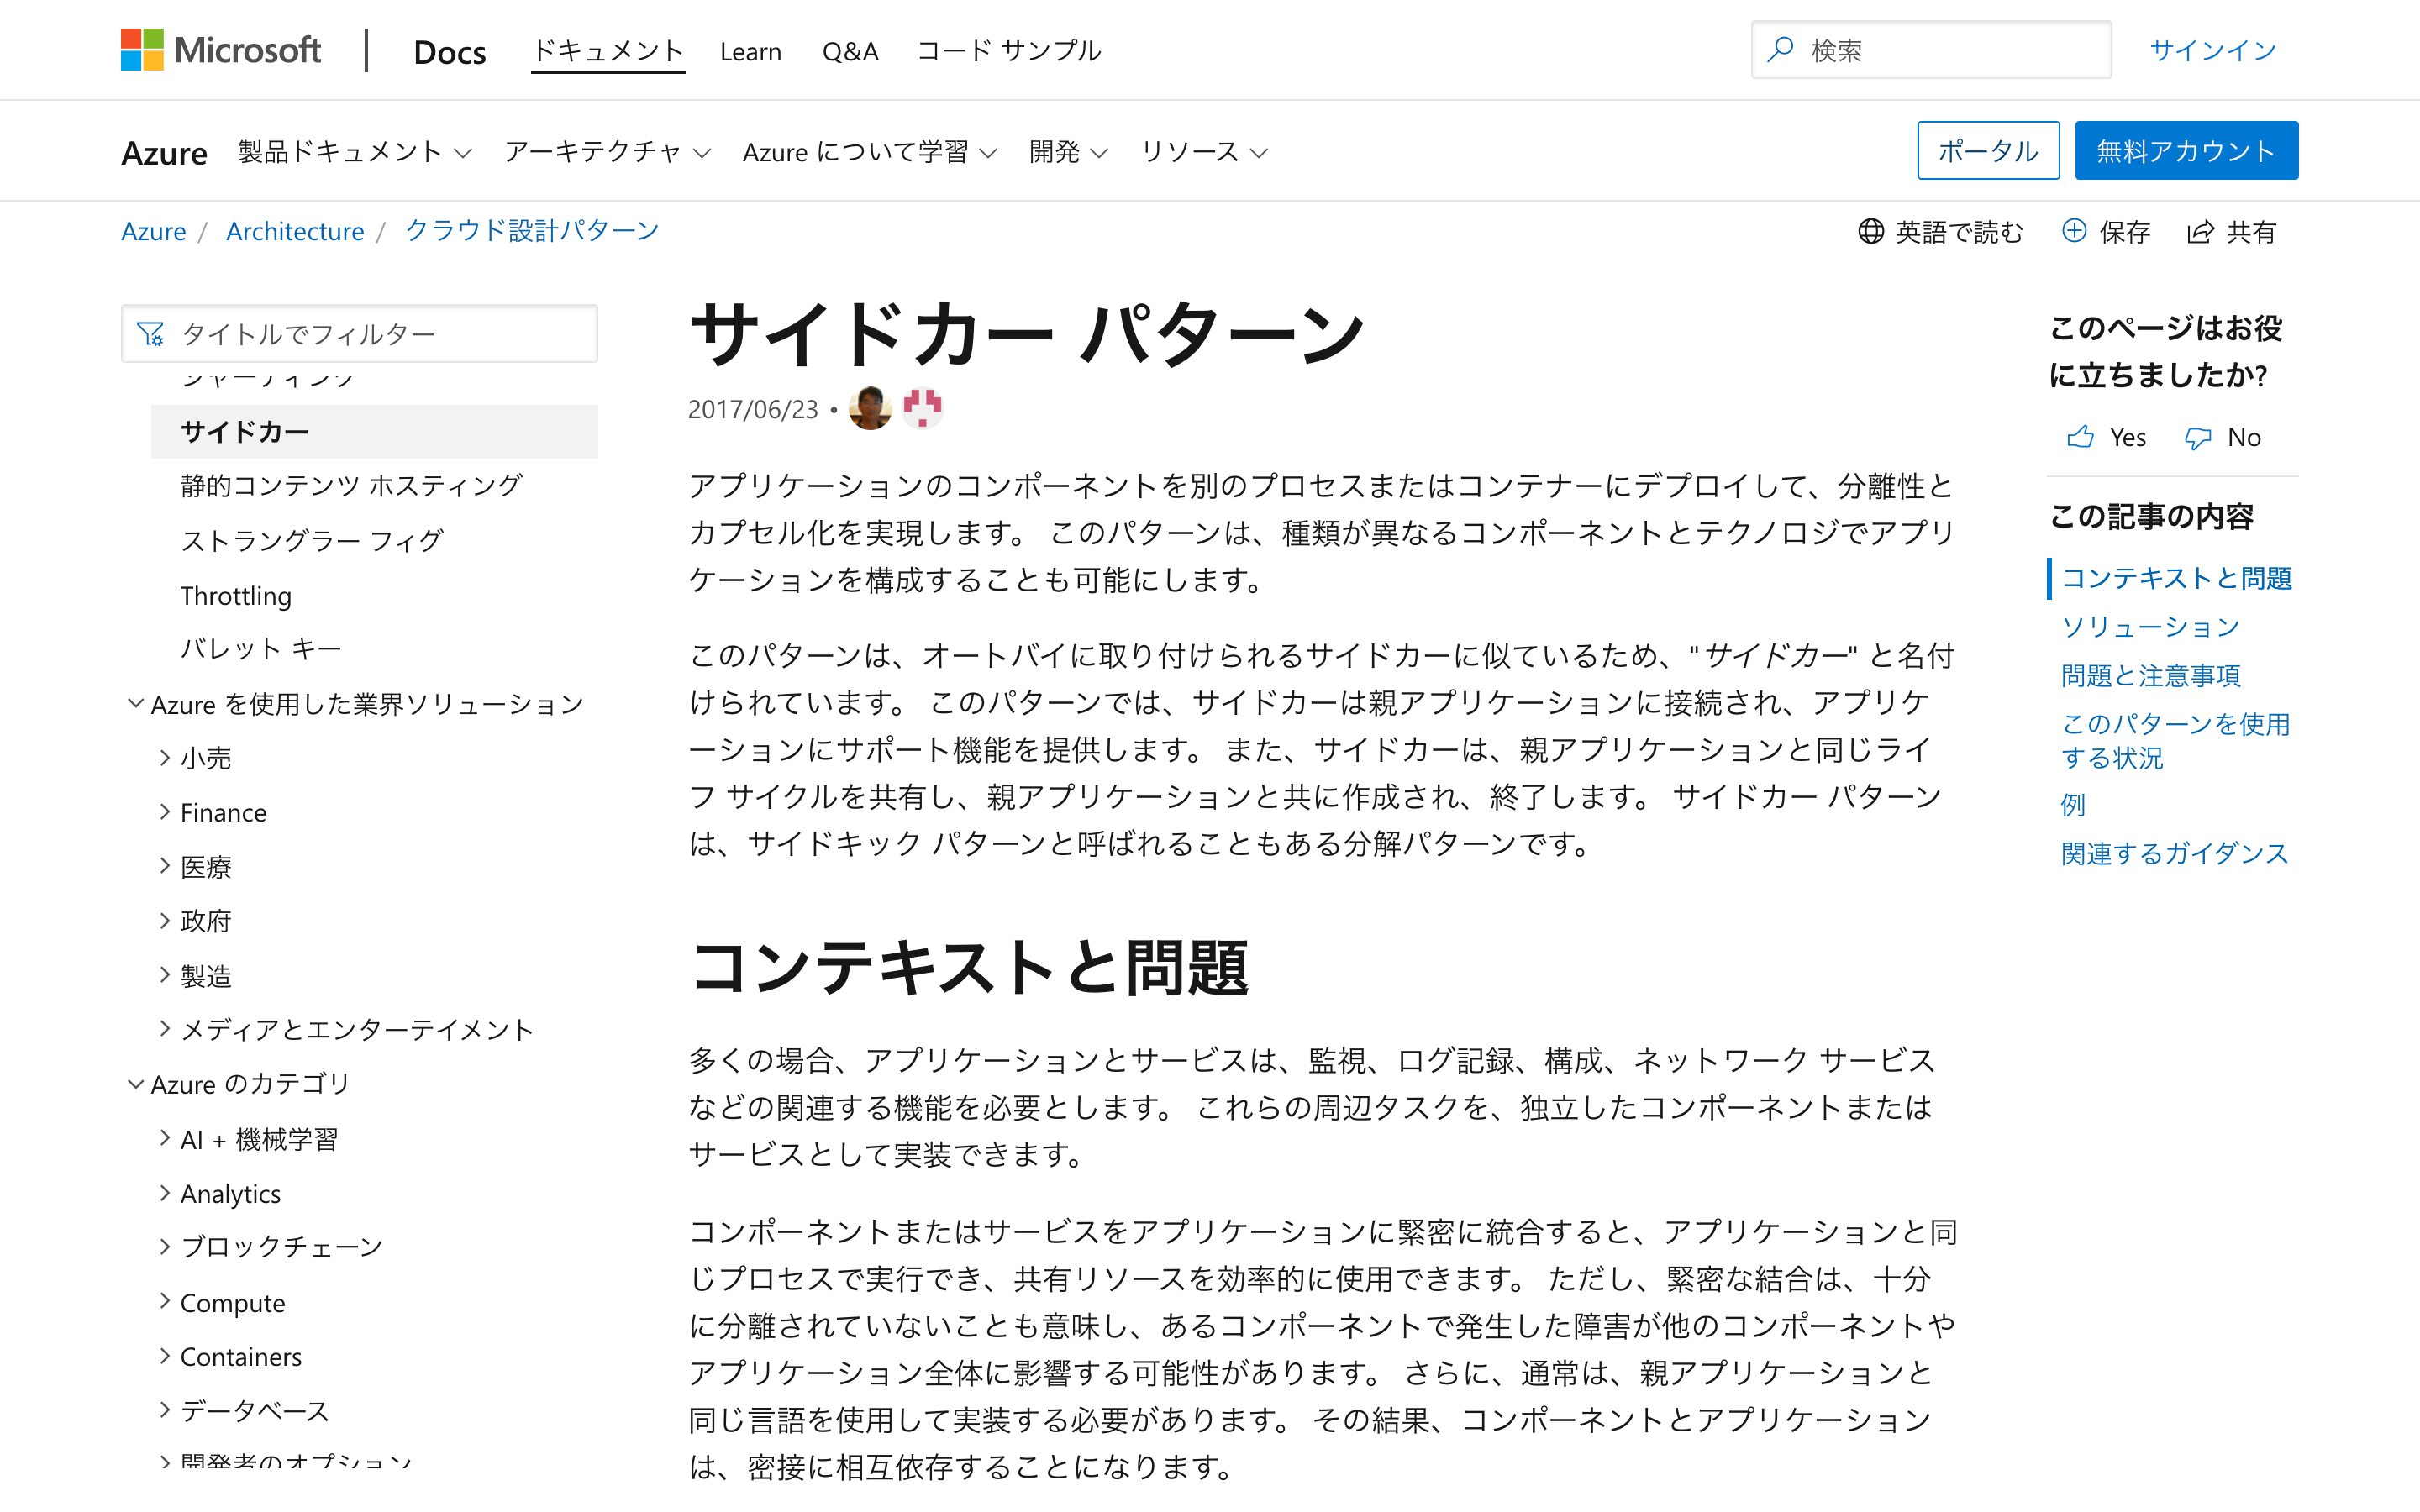 Microsoft
Docs
ドキュメント
Learn
Q&A
コード サンプル
検索
サインイン
Azure
製品ドキュメント
アーキテクチャ
Azure について学習
開発
リソース
ポータル
無料アカウント
Azure / Architecture / クラウド設計パターン
英語で読む
保存
共有
タイトルでフィルター
シャーディング
サイドカー
静的コンテンツ ホスティング
ストラングラー フィグ
Throttling
バレット キー
Azure を使用した業界ソリューション
小売
Finance
医療
政府
製造
メディアとエンターテイメント
Azure のカテゴリ
AI + 機械学習
Analytics
ブロックチェーン
Compute
Containers
データベース
開発者のオプション
サイドカー パターン
2017/06/23 •
アプリケーションのコンポーネントを別のプロセスまたはコンテナーにデプロイして、分離性と
カプセル化を実現します。 このパターンは、種類が異なるコンポーネントとテクノロジでアプリ
ケーションを構成することも可能にします。
このパターンは、オートバイに取り付けられるサイドカーに似ているため、"サイドカー" と名付
けられています。 このパターンでは、サイドカーは親アプリケーションに接続され、アプリケ
ーションにサポート機能を提供します。 また、サイドカーは、親アプリケーションと同じライ
フ サイクルを共有し、親アプリケーションと共に作成され、終了します。 サイドカー パターン
は、サイドキック パターンと呼ばれることもある分解パターンです。
コンテキストと問題
多くの場合、アプリケーションとサービスは、監視、ログ記録、構成、ネットワーク サービス
などの関連する機能を必要とします。 これらの周辺タスクを、独立したコンポーネントまたは
サービスとして実装できます。
コンポーネントまたはサービスをアプリケーションに緊密に統合すると、アプリケーションと同
じプロセスで実行でき、共有リソースを効率的に使用できます。 ただし、緊密な結合は、十分
に分離されていないことも意味し、あるコンポーネントで発生した障害が他のコンポーネントや
アプリケーション全体に影響する可能性があります。 さらに、通常は、親アプリケーションと
同じ言語を使用して実装する必要があります。 その結果、コンポーネントとアプリケーション
は、密接に相互依存することになります。
このページはお役
に立ちましたか?
Yes
No
この記事の内容
コンテキストと問題
ソリューション
問題と注意事項
このパターンを使用
する状況
例
関連するガイダンス